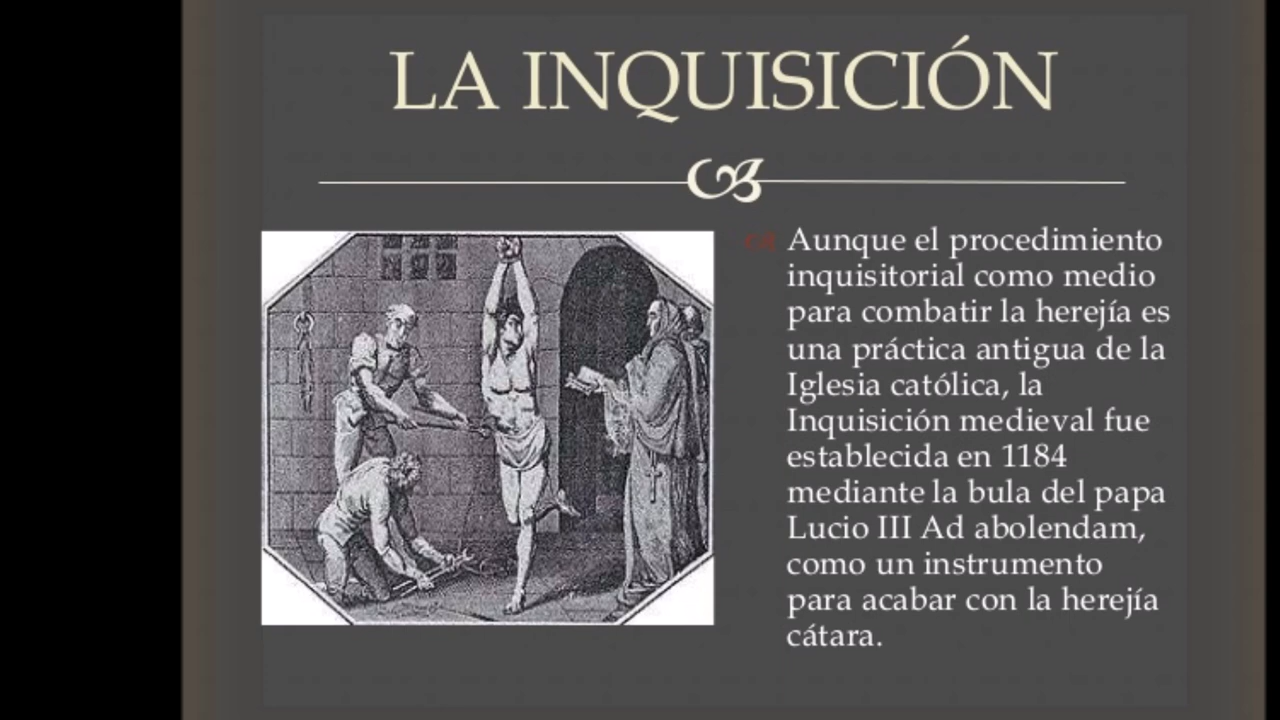 LA INQUISICIÓN
Aunque el procedimiento
inquisitorial como medio
para combatir la herejía es
una práctica antigua de la
Iglesia católica, la
Inquisición medieval fue
establecida en 1184
mediante la bula del papa
Lucio III Ad abolendam,
como un instrumento
para acabar con la herejía
cátara.